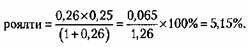 роялти = 0,26×0,25 / (1+0,26) = 0,065 / 1,26 × 100% = 5,15%.